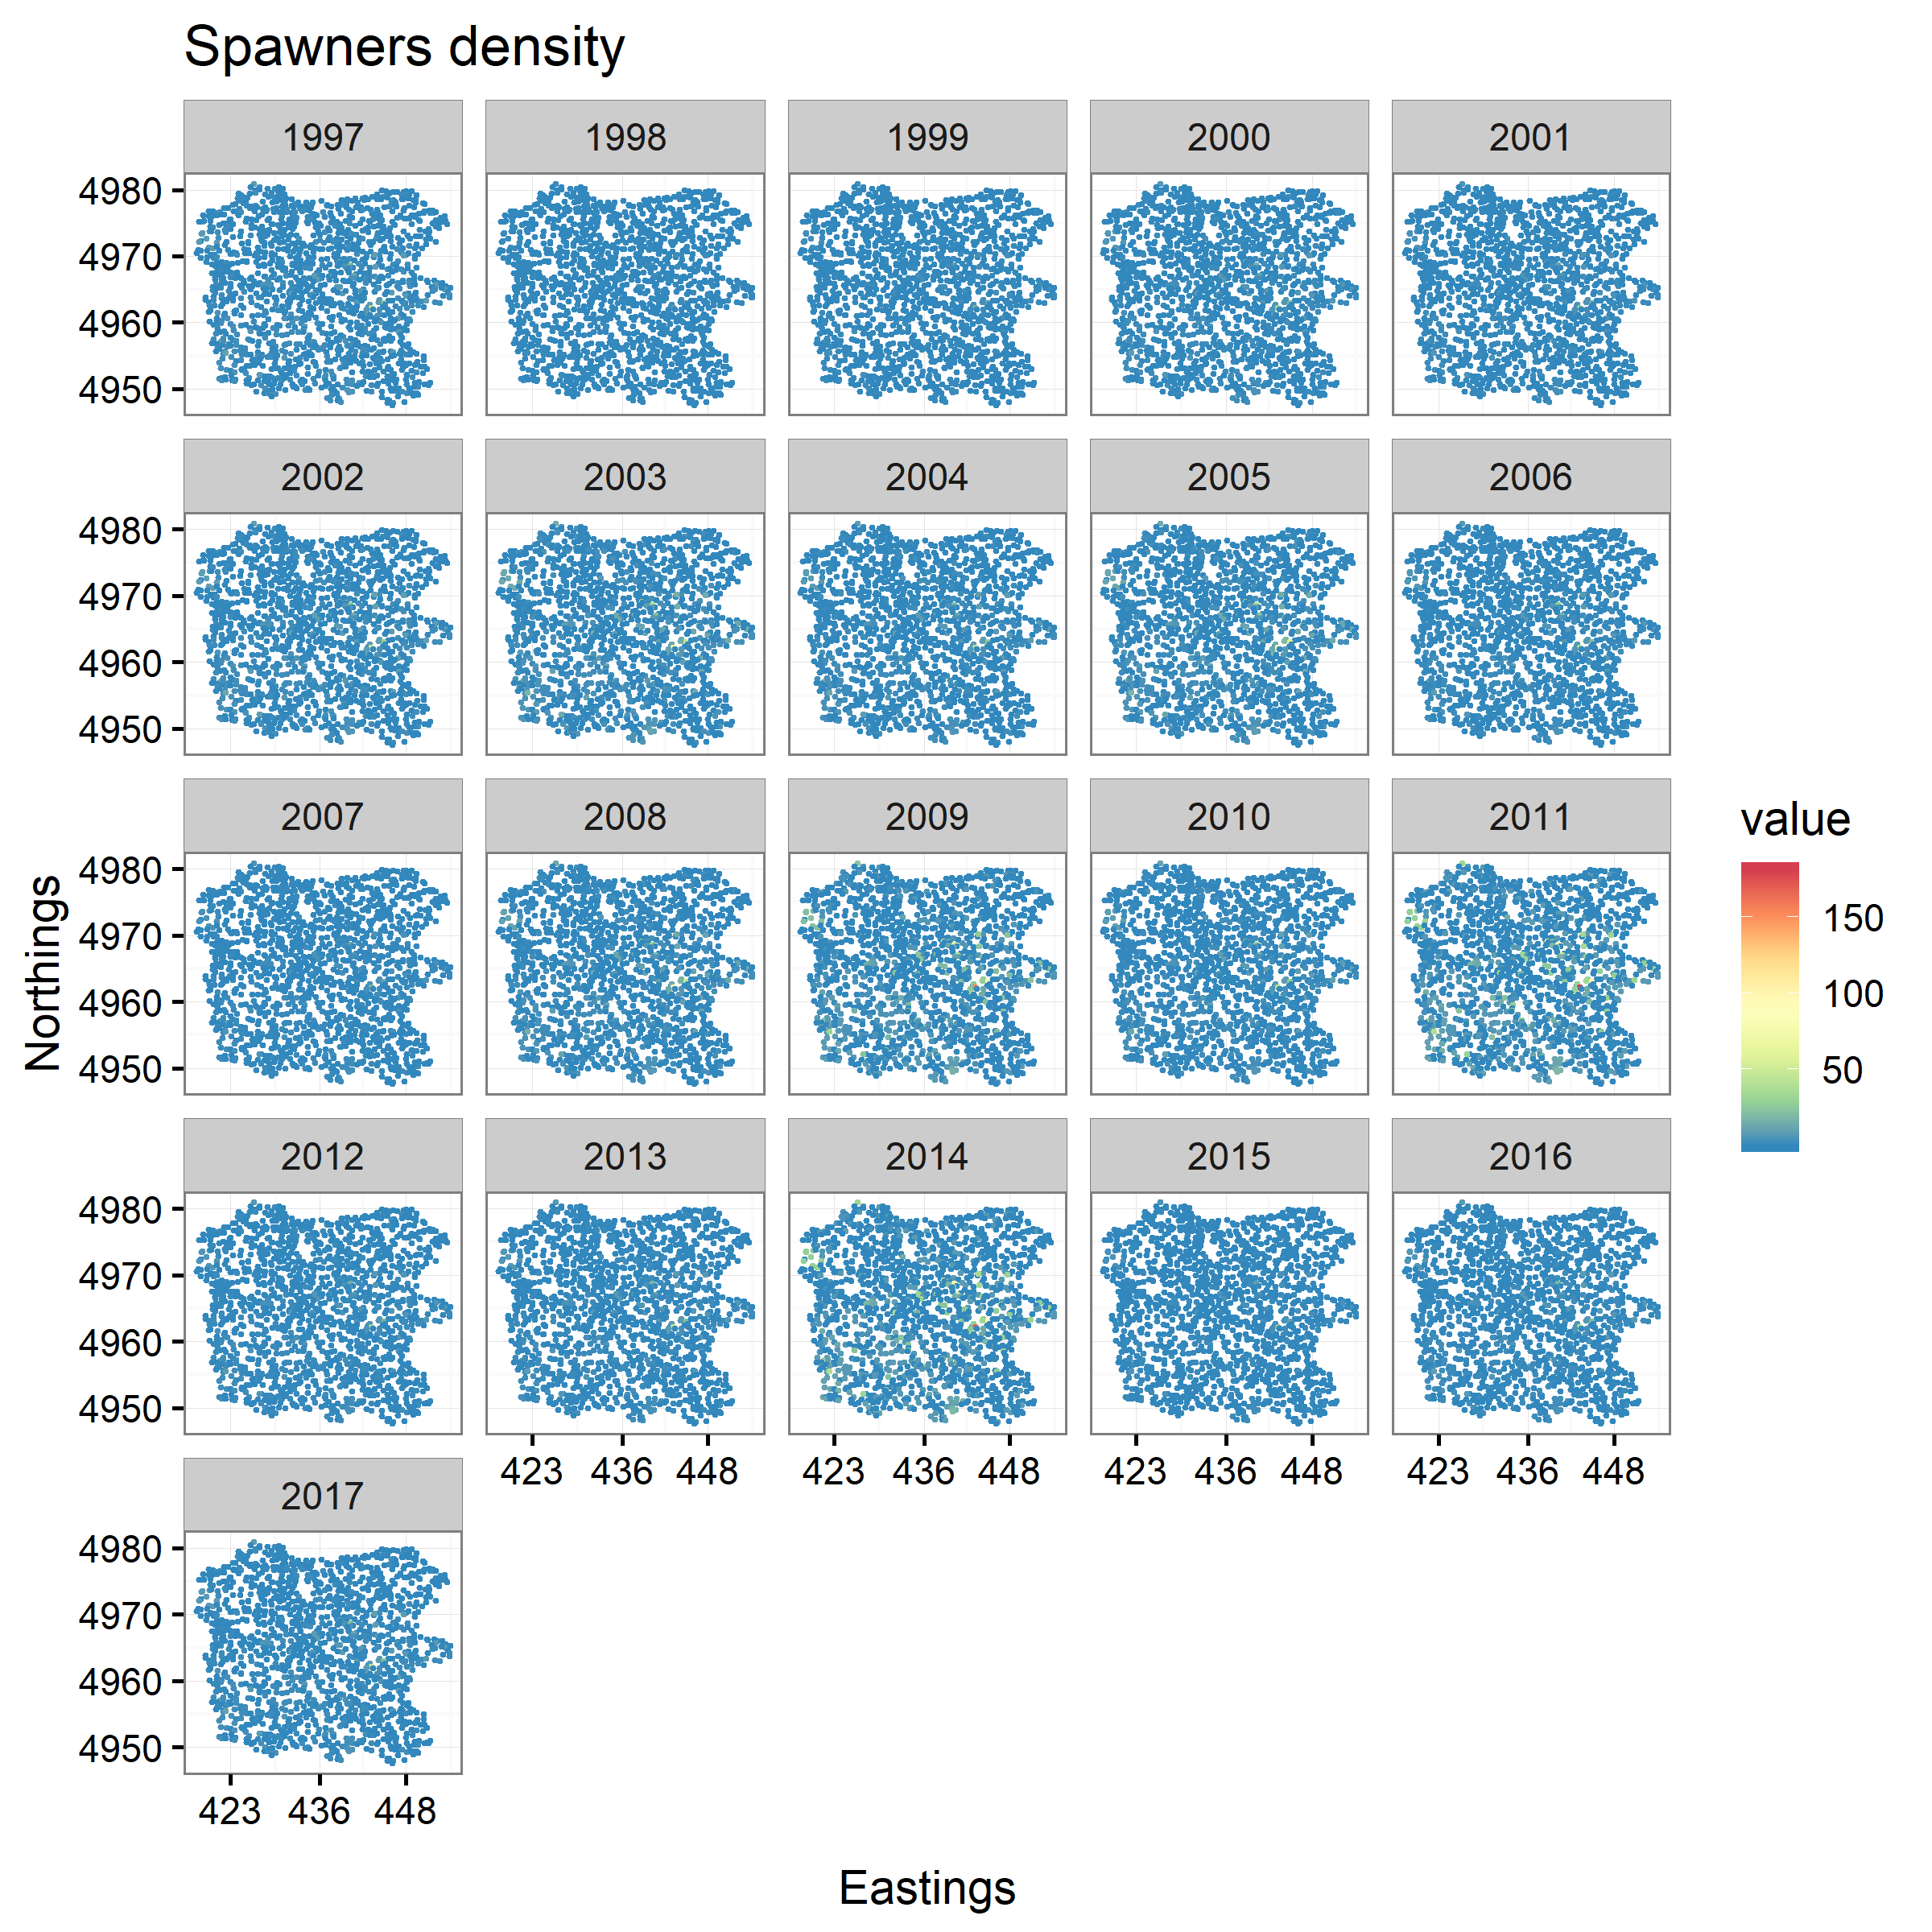 Spawners density
1997 1998 1999 2000 2001
4980
4970
4960
4950
2002 2003 2004 2005 2006
4980
4970
4960
4950
2007 2008 2009 2010 2011
4980
4970
4960
4950
Northings
value
150
100
50
2012 2013 2014 2015 2016
4980
4970
4960
4950
423 436 448 423 436 448 423 436 448 423 436 448
2017
4980
4970
4960
4950
423 436 448
Eastings